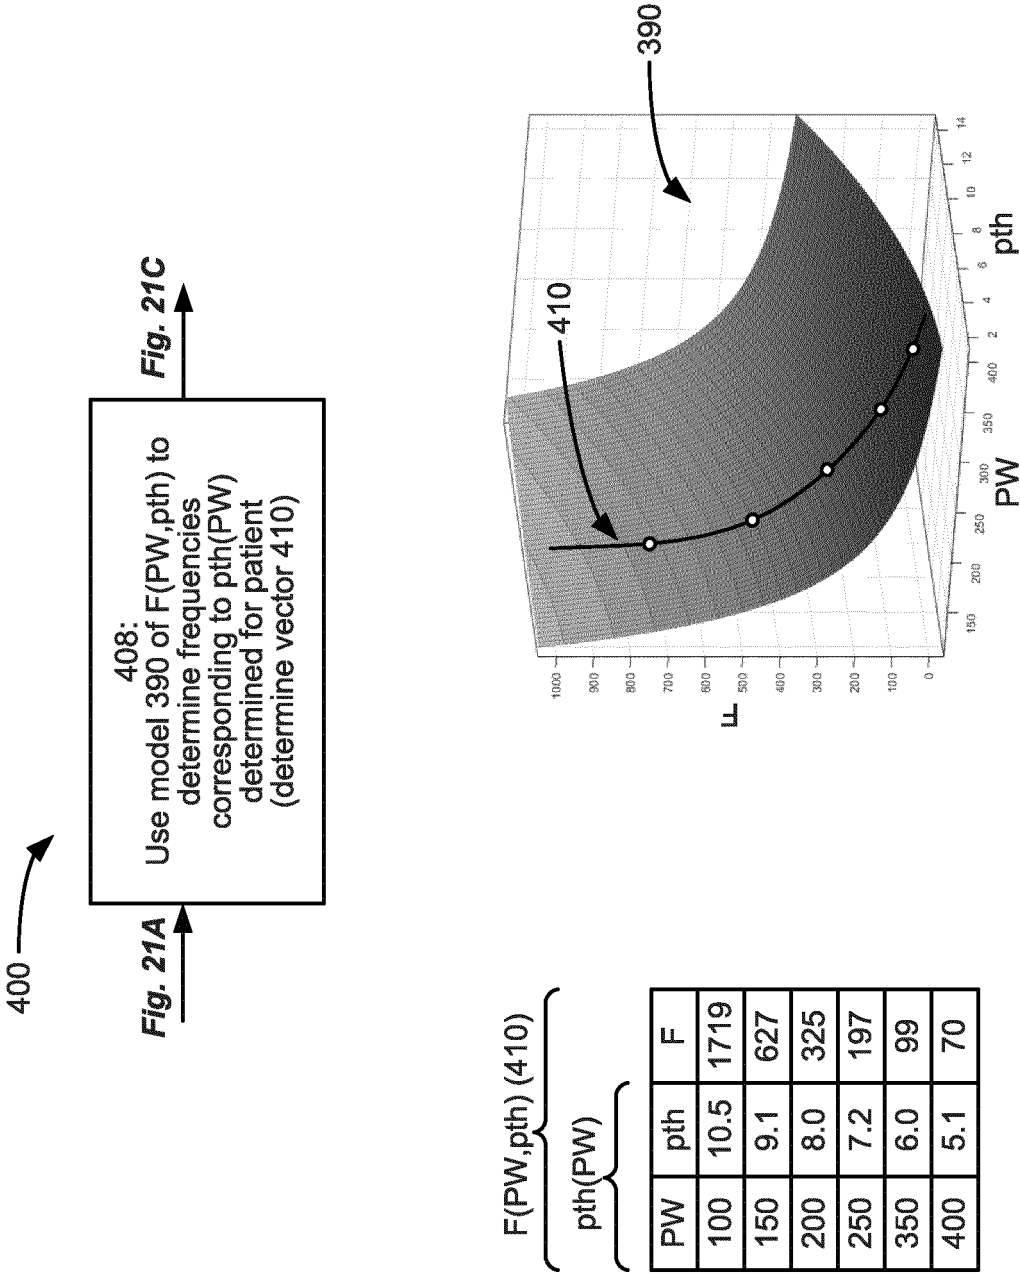 400
Fig. 21A
408:
Use model 390 of F(PW,pth) to
determine frequencies
corresponding to pth(PW)
determined for patient
(determine vector 410)
Fig. 21C
F(PW,pth) (410)
pth(PW)
PW pth F
100 10.5 1719
150 9.1 627
200 8.0 325
250 7.2 197
350 6.0 99
400 5.1 70
410
390
F
1000
900
800
700
600
500
400
300
200
100
0
150 200 250 300 350 400
PW
2 4 6 8 10 12 14
pth